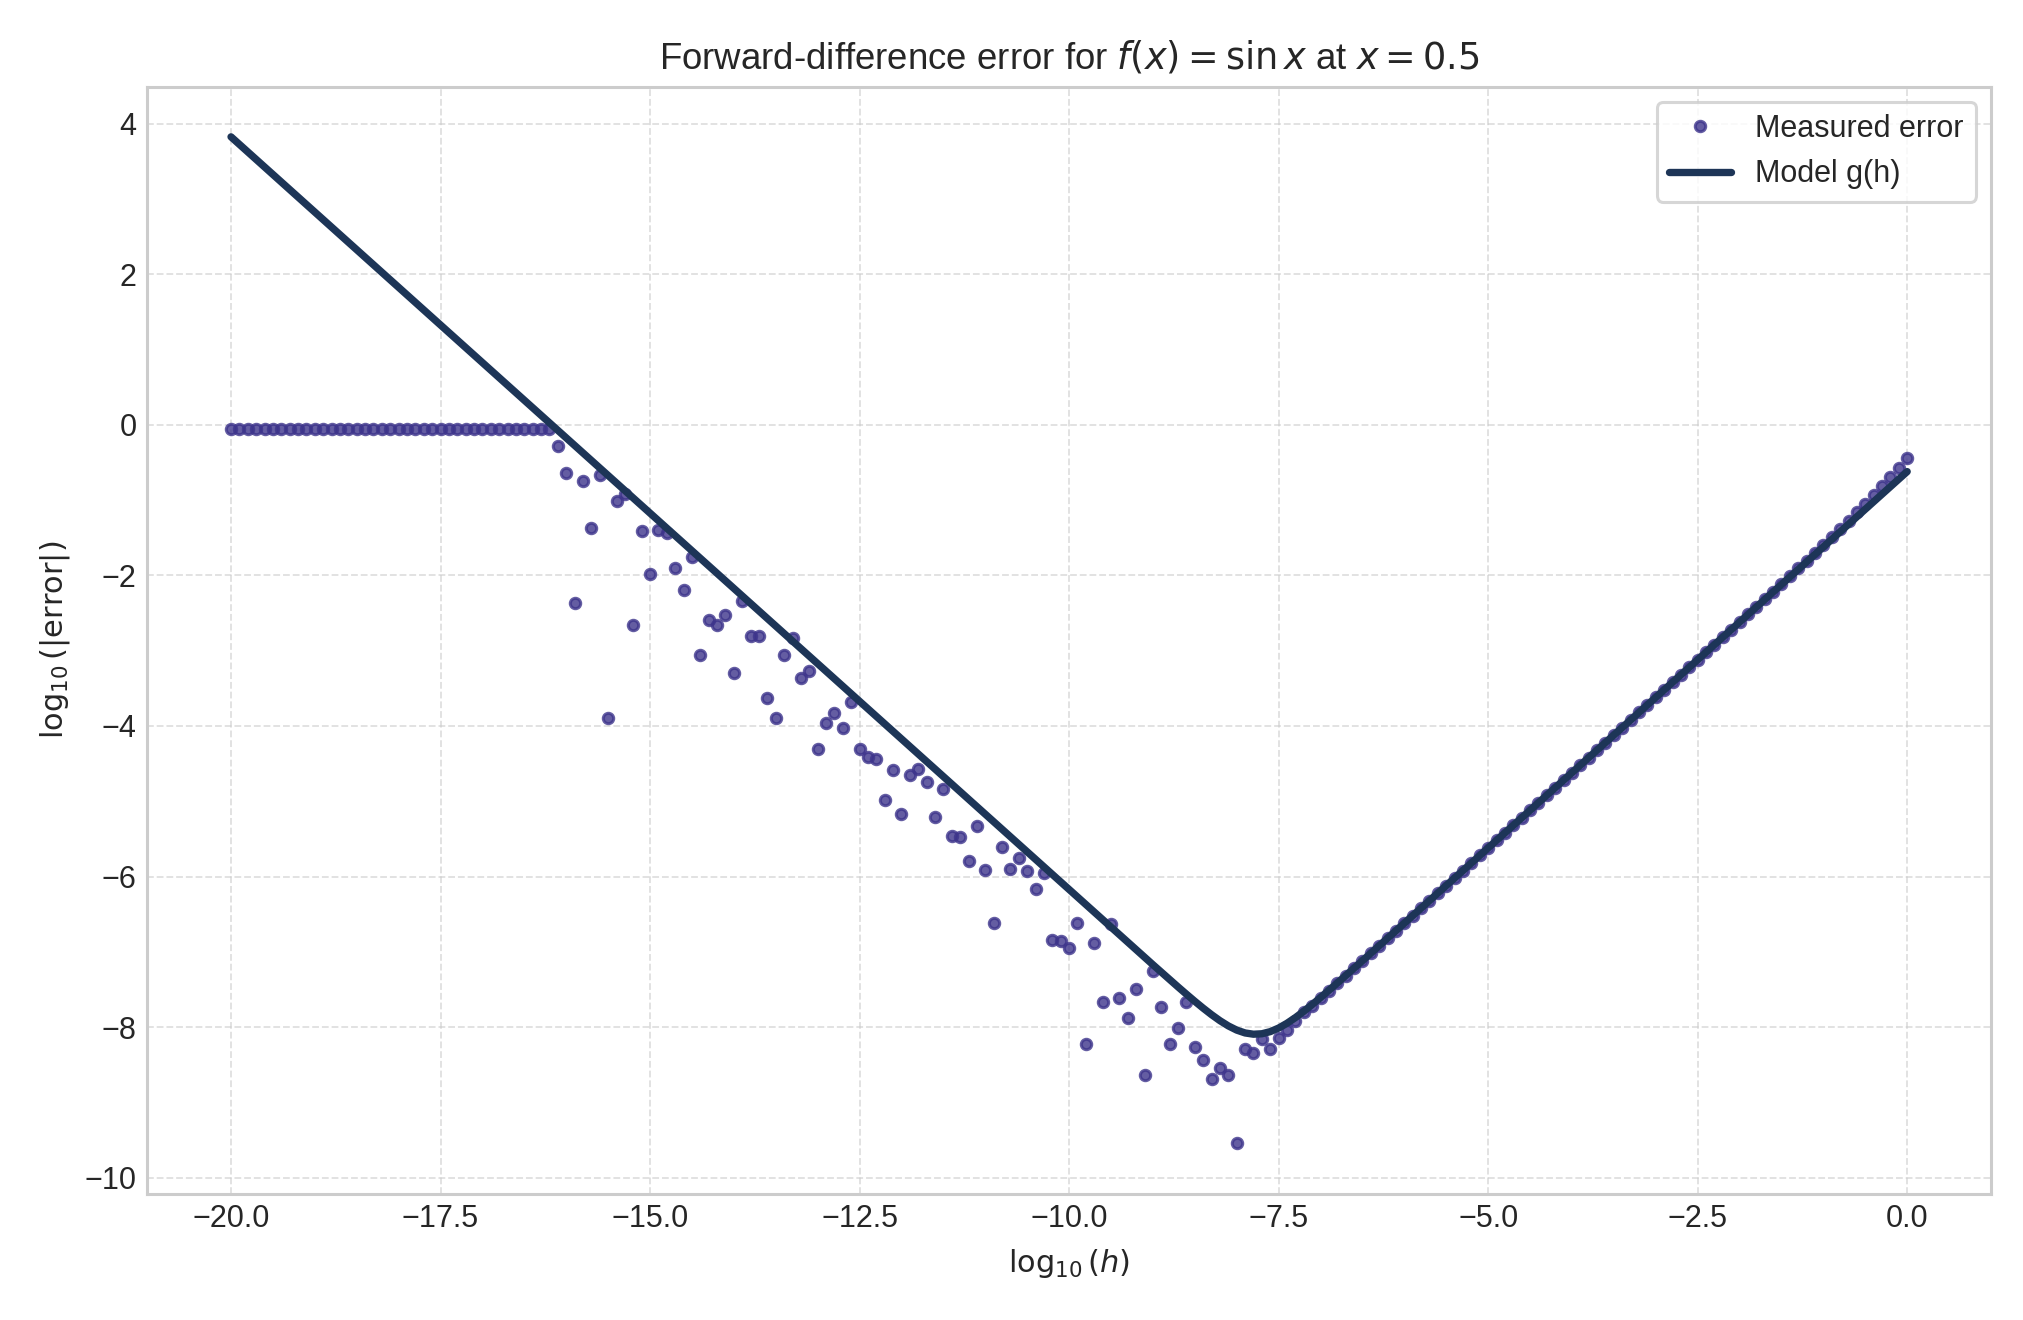 Forward-difference error for f(x) = sin x at x = 0.5
Measured error
Model g(h)
4
2
0
−2
−4
−6
−8
−10
log₁₀(|error|)
−20.0 −17.5 −15.0 −12.5 −10.0 −7.5 −5.0 −2.5 0.0
log₁₀(h)